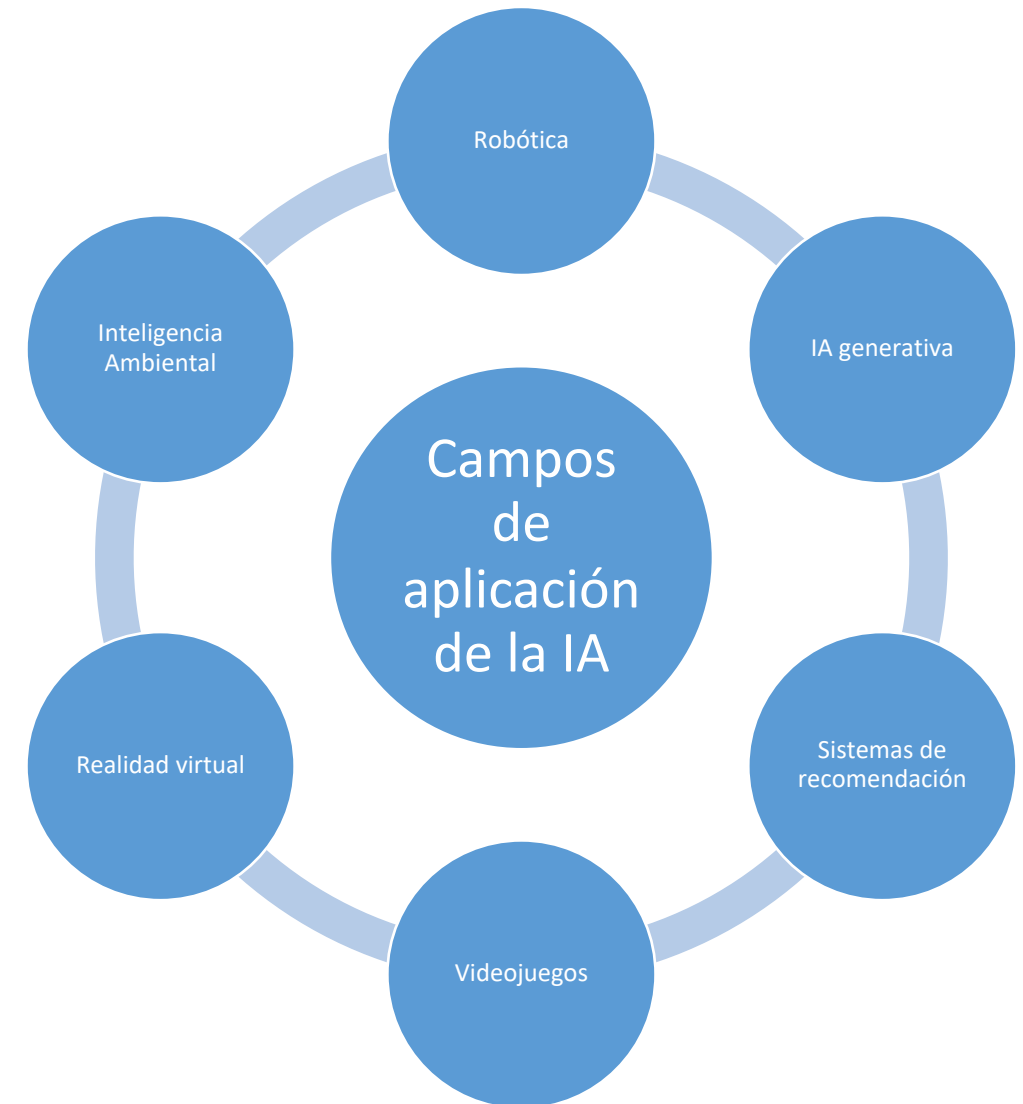 Robótica
IA generativa
Sistemas de
recomendación
Videojuegos
Realidad virtual
Inteligencia
Ambiental
Campos
de
aplicación
de la IA